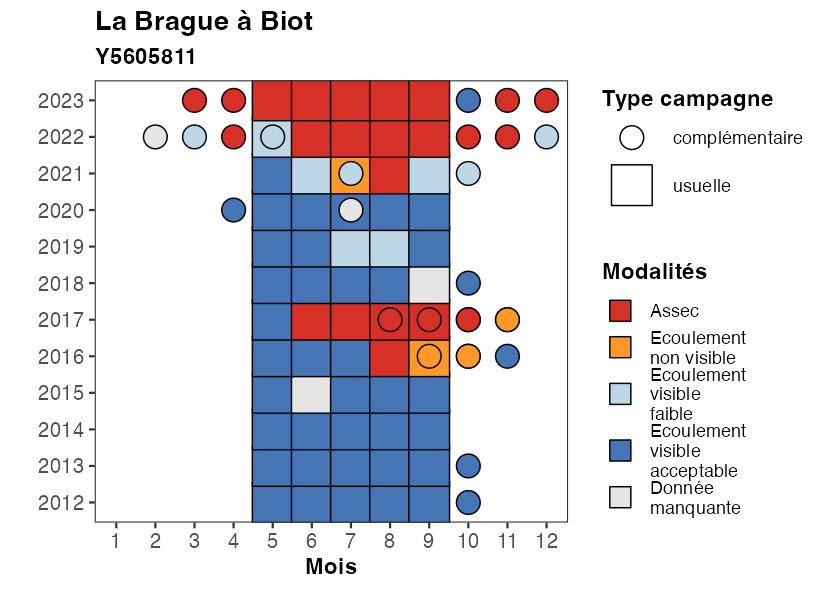 La Brague à Biot
Y5605811
2023
2022
2021
2020
2019
2018
2017
2016
2015
2014
2013
2012
1 2 3 4 5 6 7 8 9 10 11 12
Mois
Type campagne
complémentaire
usuelle
Modalités
Assec
Ecoulement
non visible
Ecoulement
visible
faible
Ecoulement
visible
acceptable
Donnée
manquante